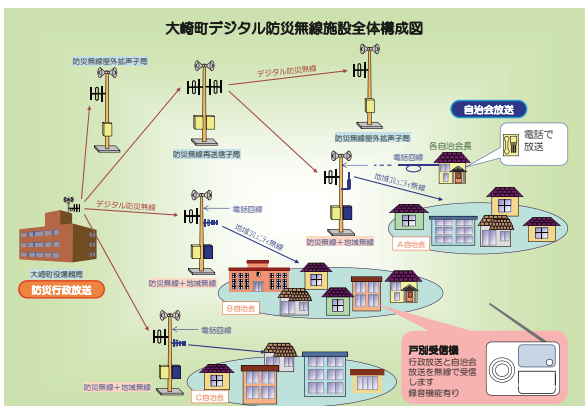 大崎町デジタル防災無線施設全体構成図
防災無線屋外拡声子局
デジタル防災無線
防災無線再送信子局
防災無線屋外拡声子局
自治会放送
各自治会長
電話で
放送
電話回線
地域コミュニティ無線
防災無線+地域無線
A自治会
デジタル防災無線
電話回線
地域コミュニティ無線
大崎町役場親局
防災行政放送
防災無線+地域無線
B自治会
電話回線
防災無線+地域無線
C自治会
戸別受信機
行政放送と自治会
放送を無線で受信
します
録音機能有り